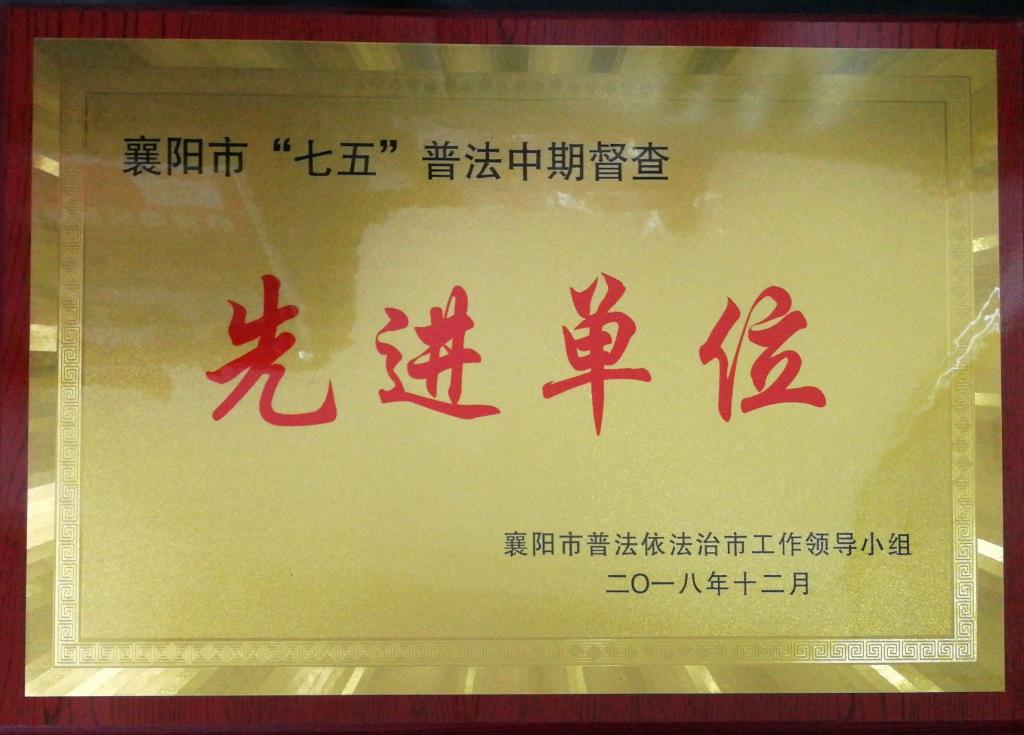 襄阳市“七五”普法中期督查
先进单位
襄阳市普法依法治市工作领导小组
二〇一八年十二月